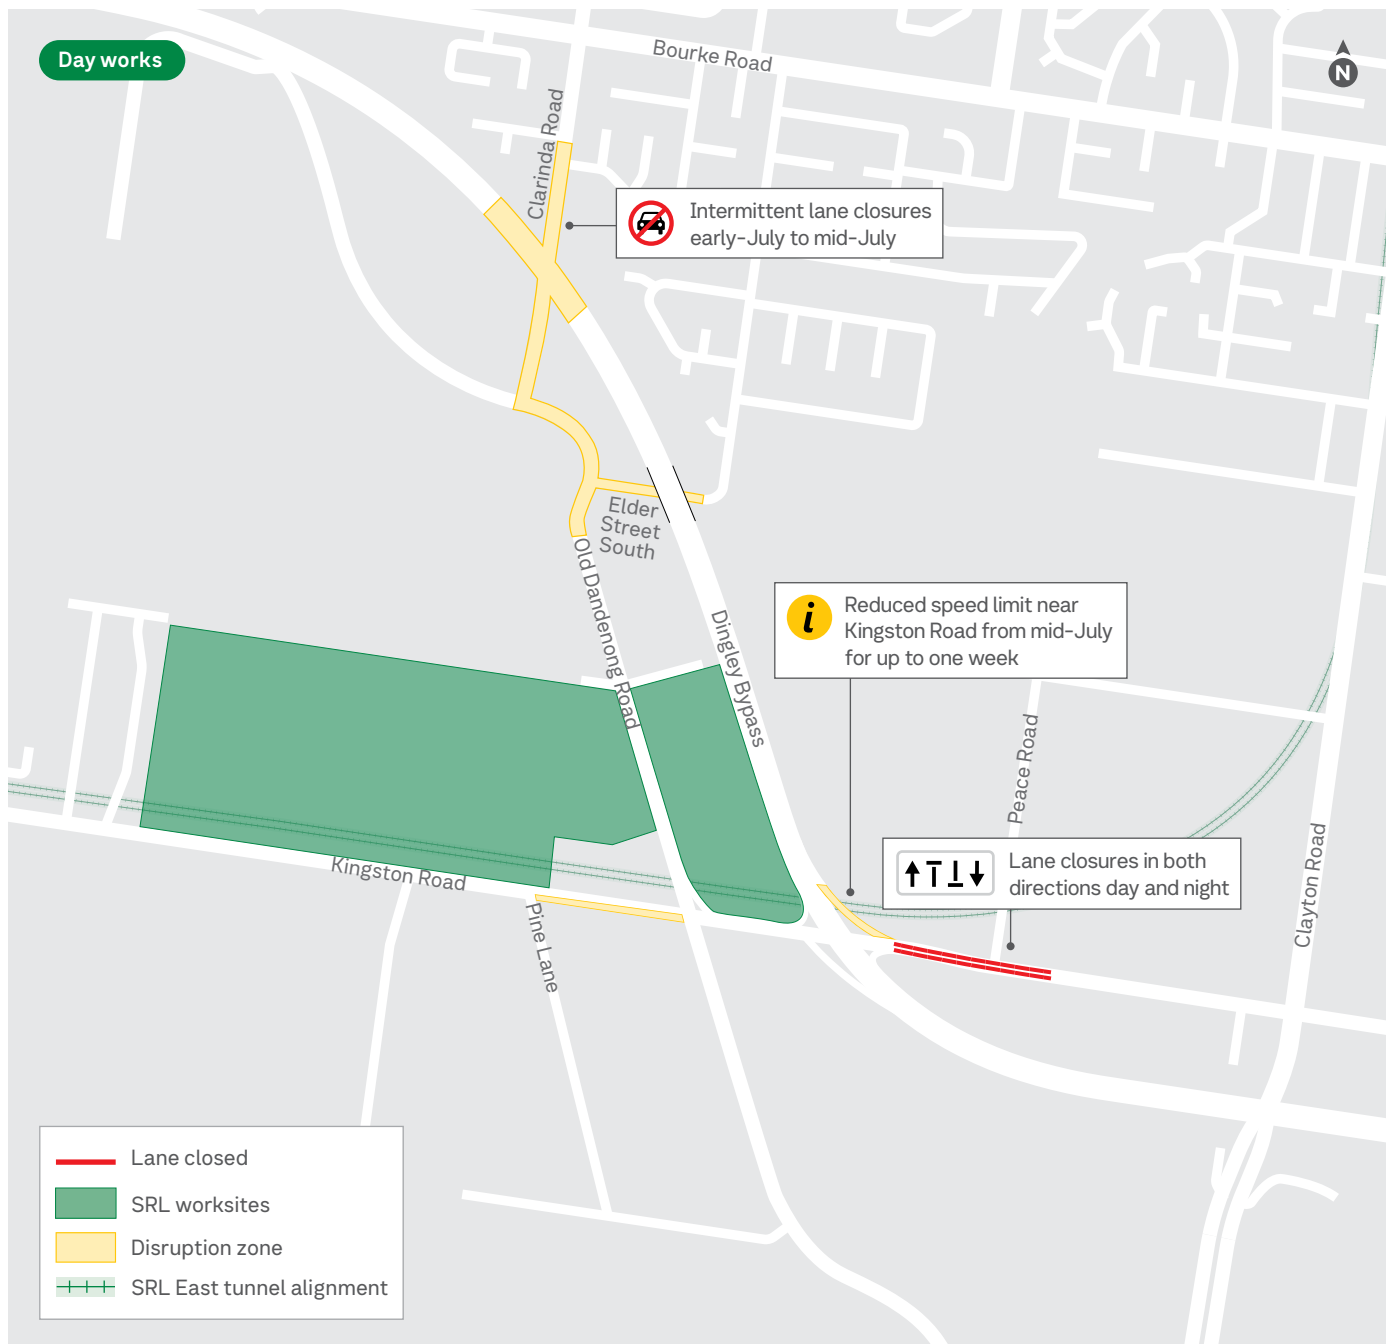 Day works
Bourke Road
N
Clarinda Road
Intermittent lane closures
early-July to mid-July
Elder
Street
South
Old Dandenong Road
Dingley Bypass
i
Reduced speed limit near
Kingston Road from mid-July
for up to one week
Peace Road
Lane closures in both
directions day and night
Clayton Road
Kingston Road
Pine Lane
Lane closed
SRL worksites
Disruption zone
SRL East tunnel alignment